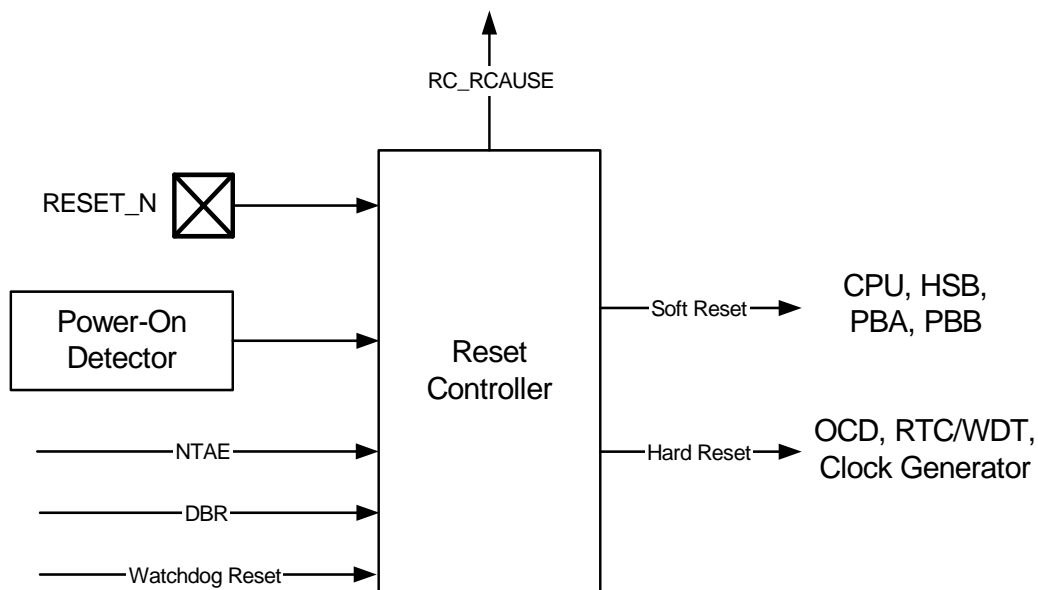 RC_RCAUSE
RESET_N
Power-On
Detector
NTAE
DBR
Watchdog Reset
Reset
Controller
Soft Reset
CPU, HSB,
PBA, PBB
Hard Reset
OCD, RTC/WDT,
Clock Generator